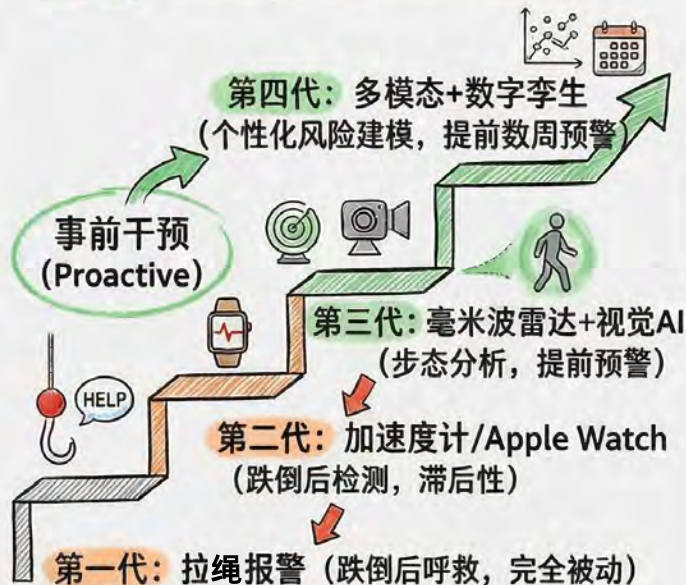 第四代：多模态+数字孪生
（个性化风险建模，提前数周预警）
事前干预
（Proactive）
第三代：毫米波雷达+视觉AI
（步态分析，提前预警）
HELP
第二代：加速度计/Apple Watch
（跌倒后检测，滞后性）
第一代：拉绳报警（跌倒后呼救，完全被动）